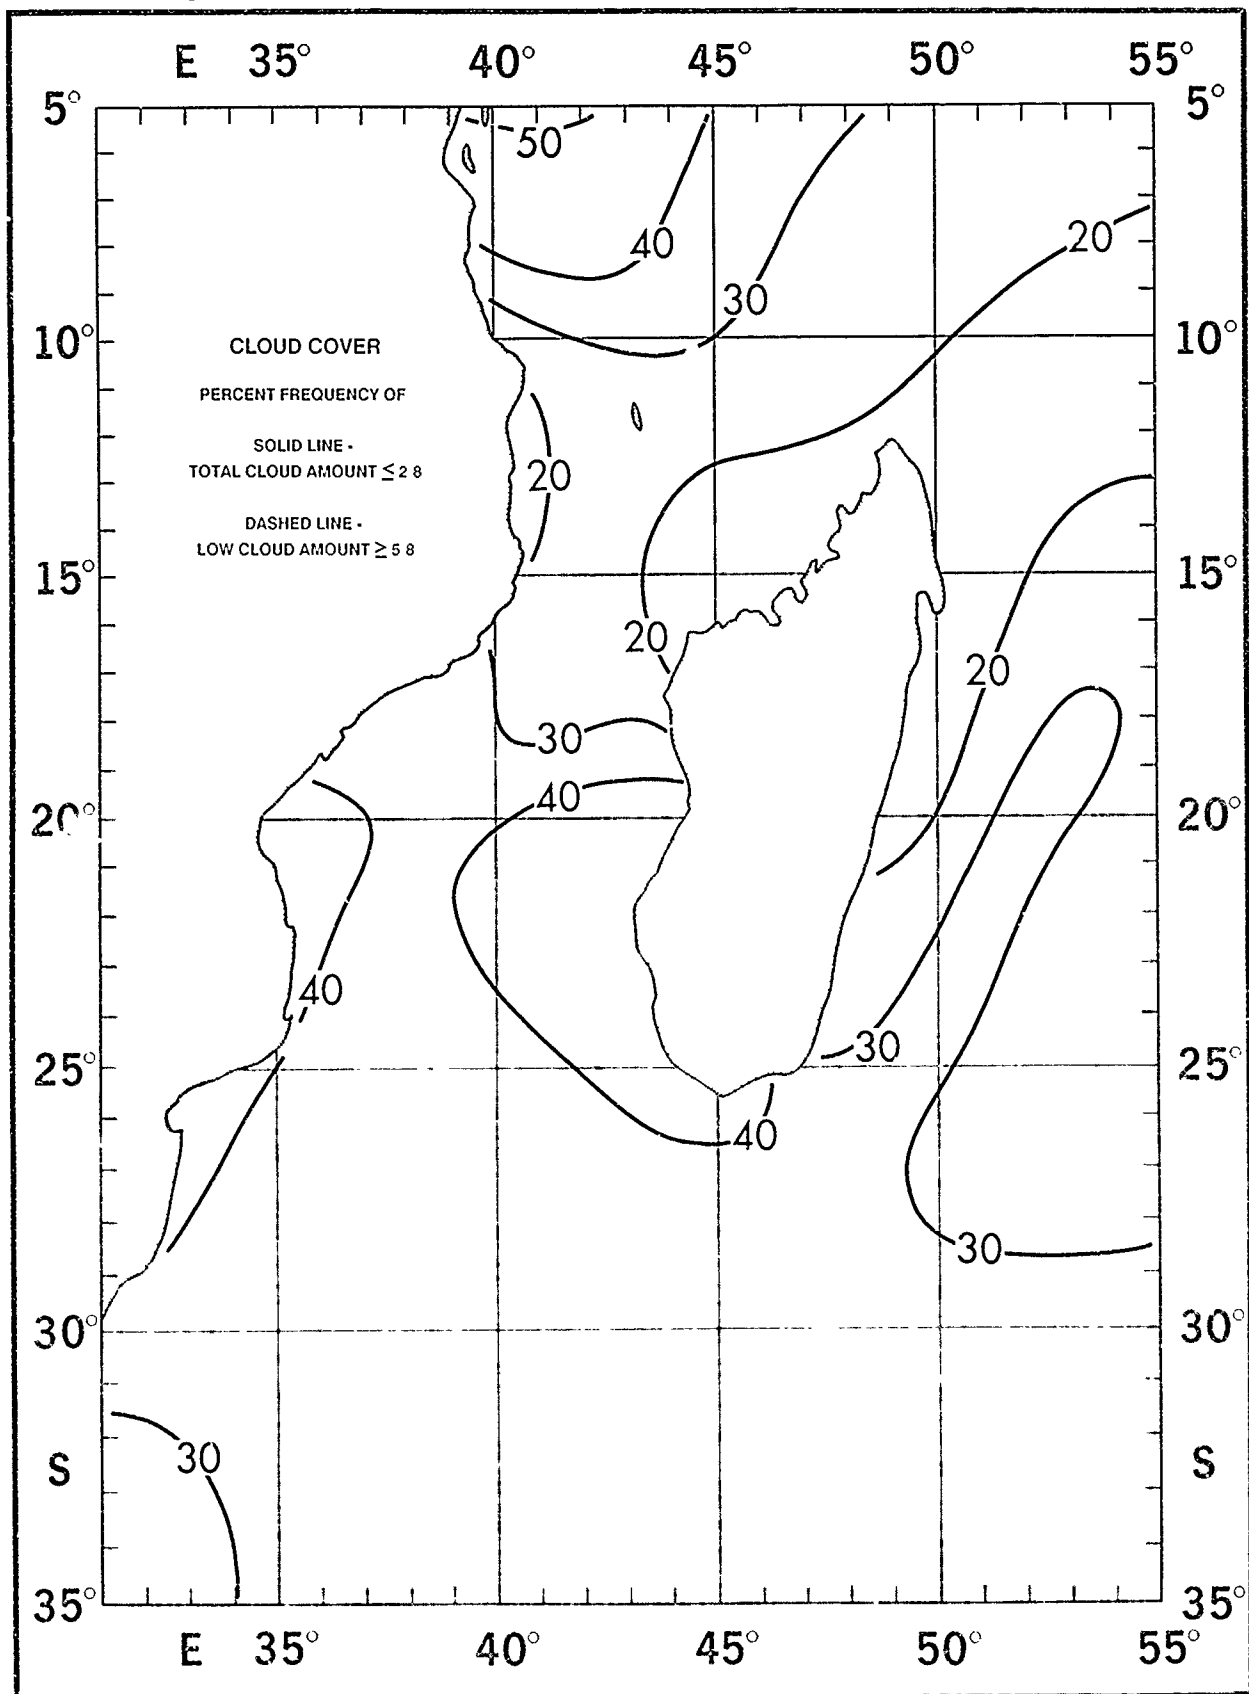 E 35° 40° 45° 50° 55°
5° 5°
50
40
20
30
10° 10°
CLOUD COVER
PERCENT FREQUENCY OF
SOLID LINE -
TOTAL CLOUD AMOUNT ≤ 2 8
20
DASHED LINE -
LOW CLOUD AMOUNT ≥ 5 8
15° 15°
20
20
30
40
20° 20°
40
30
25° 25°
40
30
30° 30°
30
S S
35° 35°
E 35° 40° 45° 50° 55°